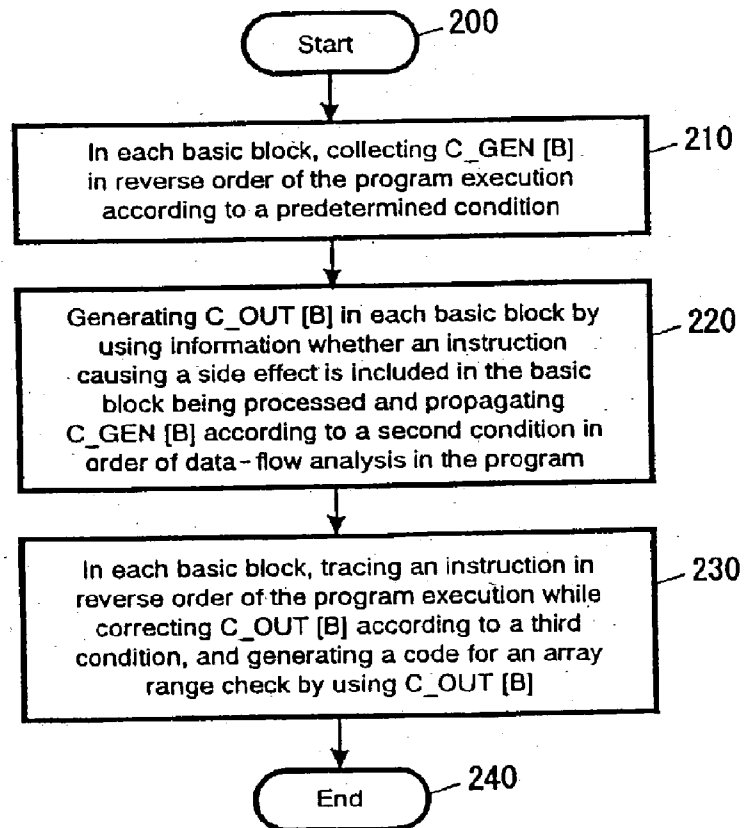 Start
200
In each basic block, collecting C_GEN [B]
in reverse order of the program execution
according to a predetermined condition
210
Generating C_OUT [B] in each basic block by
using information whether an instruction
causing a side effect is included in the basic
block being processed and propagating
C_GEN [B] according to a second condition in
order of data-flow analysis in the program
220
In each basic block, tracing an instruction in
reverse order of the program execution while
correcting C_OUT [B] according to a third
condition, and generating a code for an array
range check by using C_OUT [B]
230
End
240